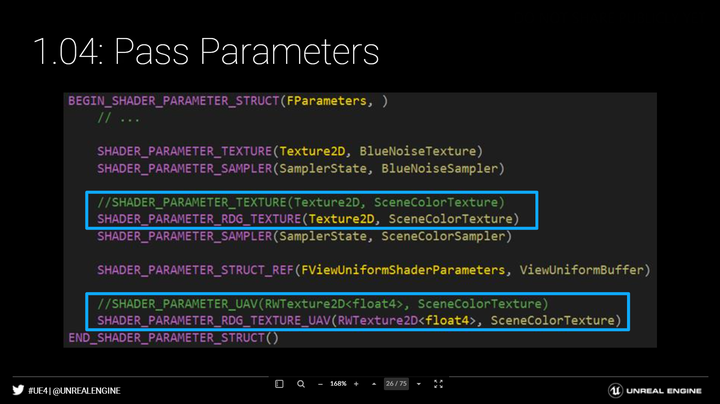 1.04: Pass Parameters
BEGIN_SHADER_PARAMETER_STRUCT(FParameters, )
// ...
SHADER_PARAMETER_TEXTURE(Texture2D, BlueNoiseTexture)
SHADER_PARAMETER_SAMPLER(SamplerState, BlueNoiseSampler)
//SHADER_PARAMETER_TEXTURE(Texture2D, SceneColorTexture)
SHADER_PARAMETER_RDG_TEXTURE(Texture2D, SceneColorTexture)
SHADER_PARAMETER_SAMPLER(SamplerState, SceneColorSampler)
SHADER_PARAMETER_STRUCT_REF(FViewUniformShaderParameters, ViewUniformBuffer)
//SHADER_PARAMETER_UAV(RWTexture2D<float4>, SceneColorTexture)
SHADER_PARAMETER_RDG_TEXTURE_UAV(RWTexture2D<float4>, SceneColorTexture)
END_SHADER_PARAMETER_STRUCT()
#UE4 | @UNREALENGINE
168%
26 / 75
UNREAL ENGINE